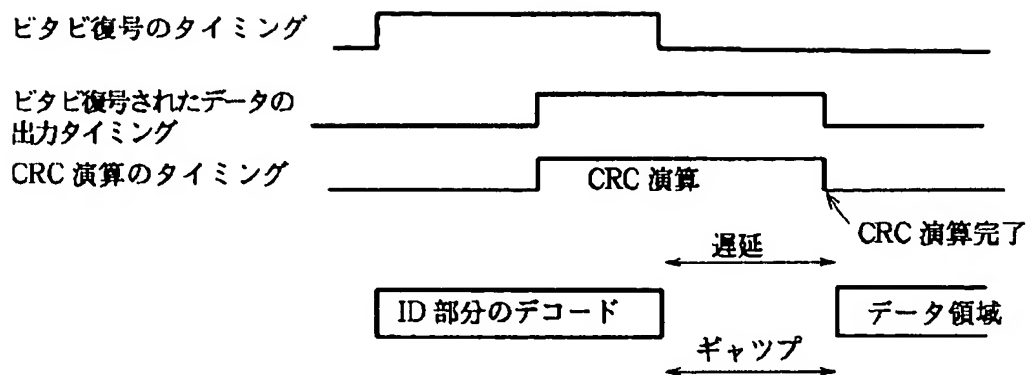 ビタビ復号のタイミング
ビタビ復号されたデータの
出力タイミング
CRC 演算のタイミング
CRC 演算
CRC 演算完了
遅延
ID 部分のデコード
データ領域
ギャップ